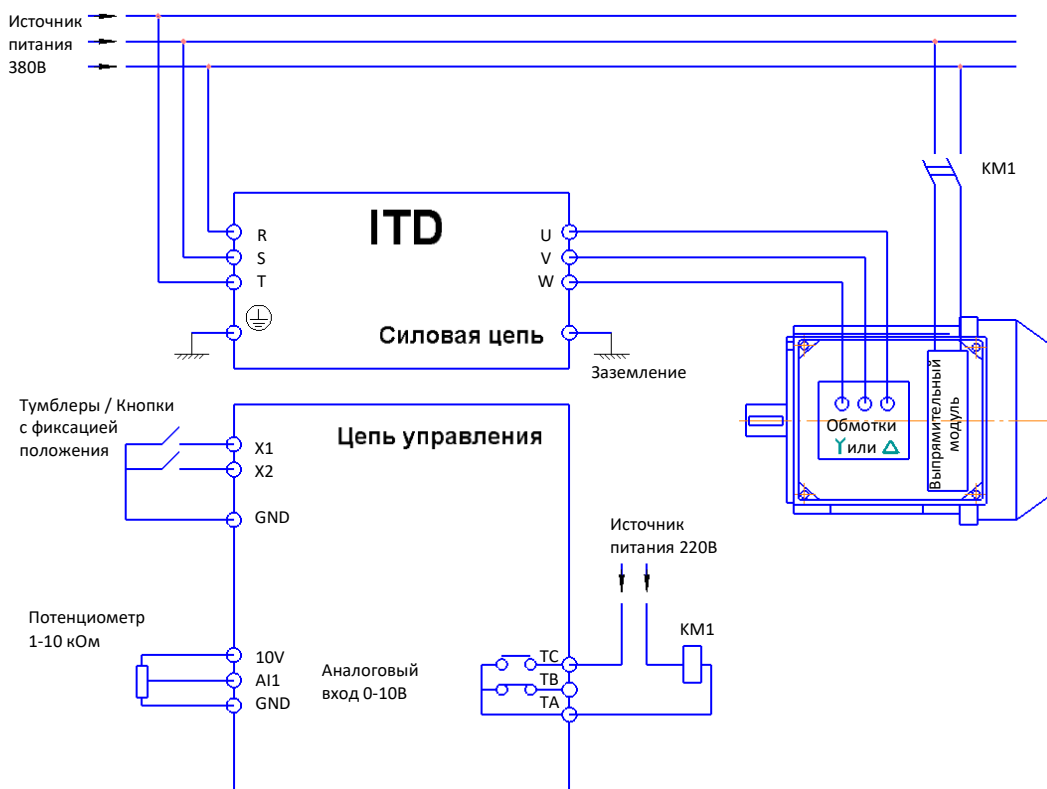 Источник
питания
380В
KM1
ITD
R
S
T
U
V
W
Силовая цепь
Заземление
Тумблеры / Кнопки
с фиксацией
положения
X1
X2
GND
Цепь управления
Обмотки
или
Выпрямительный
модуль
Источник
питания 220В
Потенциометр
1-10 кОм
10V
AI1
GND
Аналоговый
вход 0-10В
TC
TB
TA
KM1